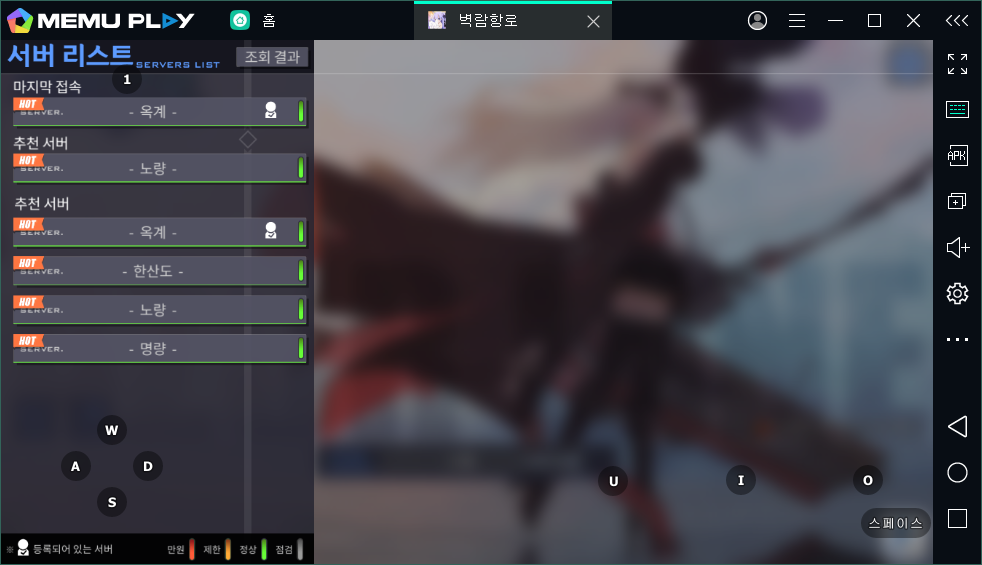 MEMU PLAY 홈 벽람항로
서버 리스트 SERVERS LIST 조회 결과
1
마지막 접속
HOT SERVER. - 옥계 -
추천 서버
HOT SERVER. - 노량 -
추천 서버
HOT SERVER. - 옥계 -
HOT SERVER. - 한산도 -
HOT SERVER. - 노량 -
HOT SERVER. - 명량 -
APK
W
A D
S
U I O
스페이스
※ 등록되어 있는 서버 만원 제한 정상 점검